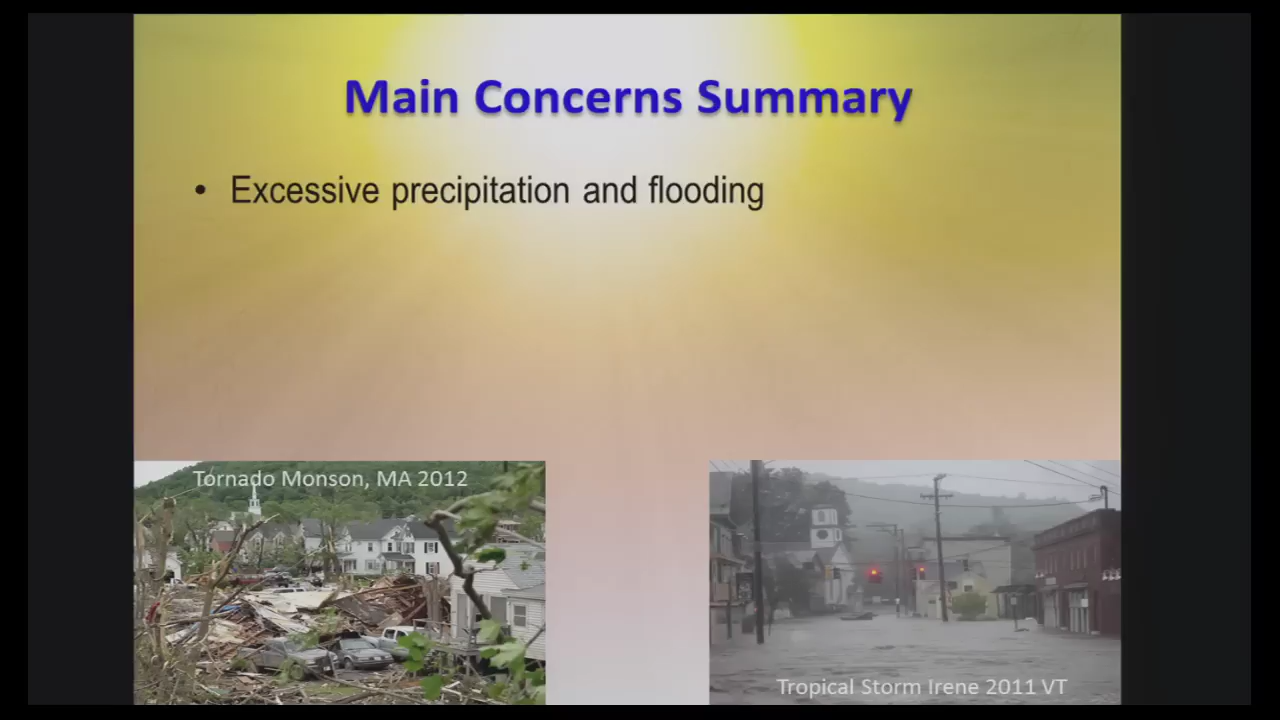 Main Concerns Summary
• Excessive precipitation and flooding
Tornado Monson, MA 2012
Tropical Storm Irene 2011 VT